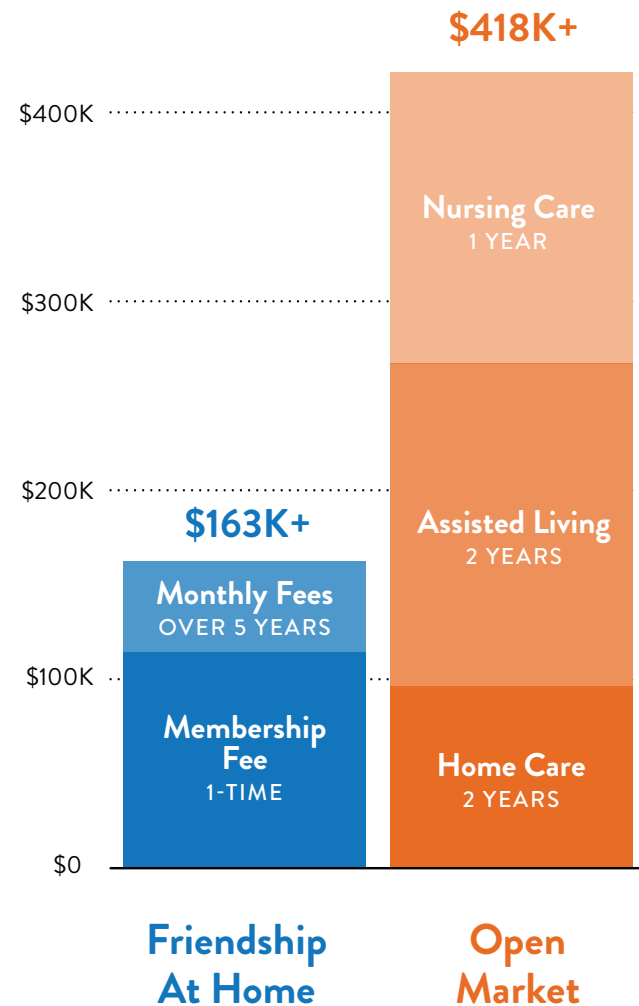 $418K+
$400K
Nursing Care
1 YEAR
$300K
$200K
$163K+
Assisted Living
2 YEARS
Monthly Fees
OVER 5 YEARS
$100K
Membership
Fee
1-TIME
Home Care
2 YEARS
$0
Friendship
At Home
Open
Market